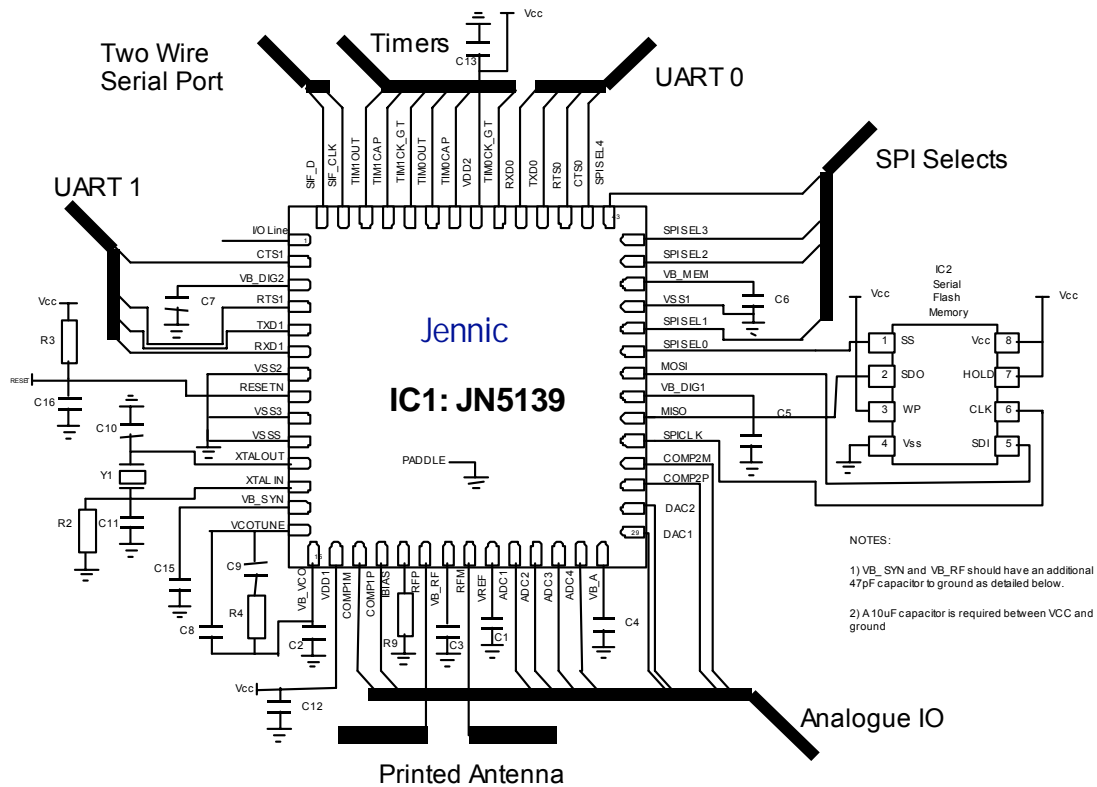 Two Wire
Serial Port
Timers
Vcc
C13
UART 0
SPI Selects
UART 1
SIF_D
SIF_CLK
TIM1OUT
TIM1CAP
TIM1CK_GT
TIM0OUT
TIM0CAP
VDD2
TIM0CK_GT
RXD0
TXD0
RTS0
CTS0
SPISEL4
43
I/O Line
1
CTS1
VB_DIG2
C7
RTS1
TXD1
RXD1
Vcc
R3
RESET
C16
VSS2
RESETN
VSS3
VSSS
C10
XTALOUT
Y1
XTALIN
VB_SYN
R2
C11
VCOTUNE
C15
C9
C8
R4
Jennic
IC1: JN5139
PADDLE
SPISEL3
SPISEL2
VB_MEM
C6
VSS1
SPISEL1
SPISEL0
MOSI
VB_DIG1
MISO
C5
SPICLK
COMP2M
COMP2P
DAC2
29
DAC1
IC2
Serial
Flash
Memory
Vcc
Vcc
1 SS
Vcc 8
2 SDO
HOLD 7
3 WP
CLK 6
4 Vss
SDI 5
15
VB_VCO
VDD1
COMP1M
COMP1P
IBIAS
RFP
VB_RF
RFM
VREF
ADC1
ADC2
ADC3
ADC4
VB_A
C2
R9
C3
C1
C4
Vcc
C12
NOTES:
1) VB_SYN and VB_RF should have an additional
47pF capacitor to ground as detailed below.
2) A 10uF capacitor is required between VCC and
ground
Analogue IO
Printed Antenna